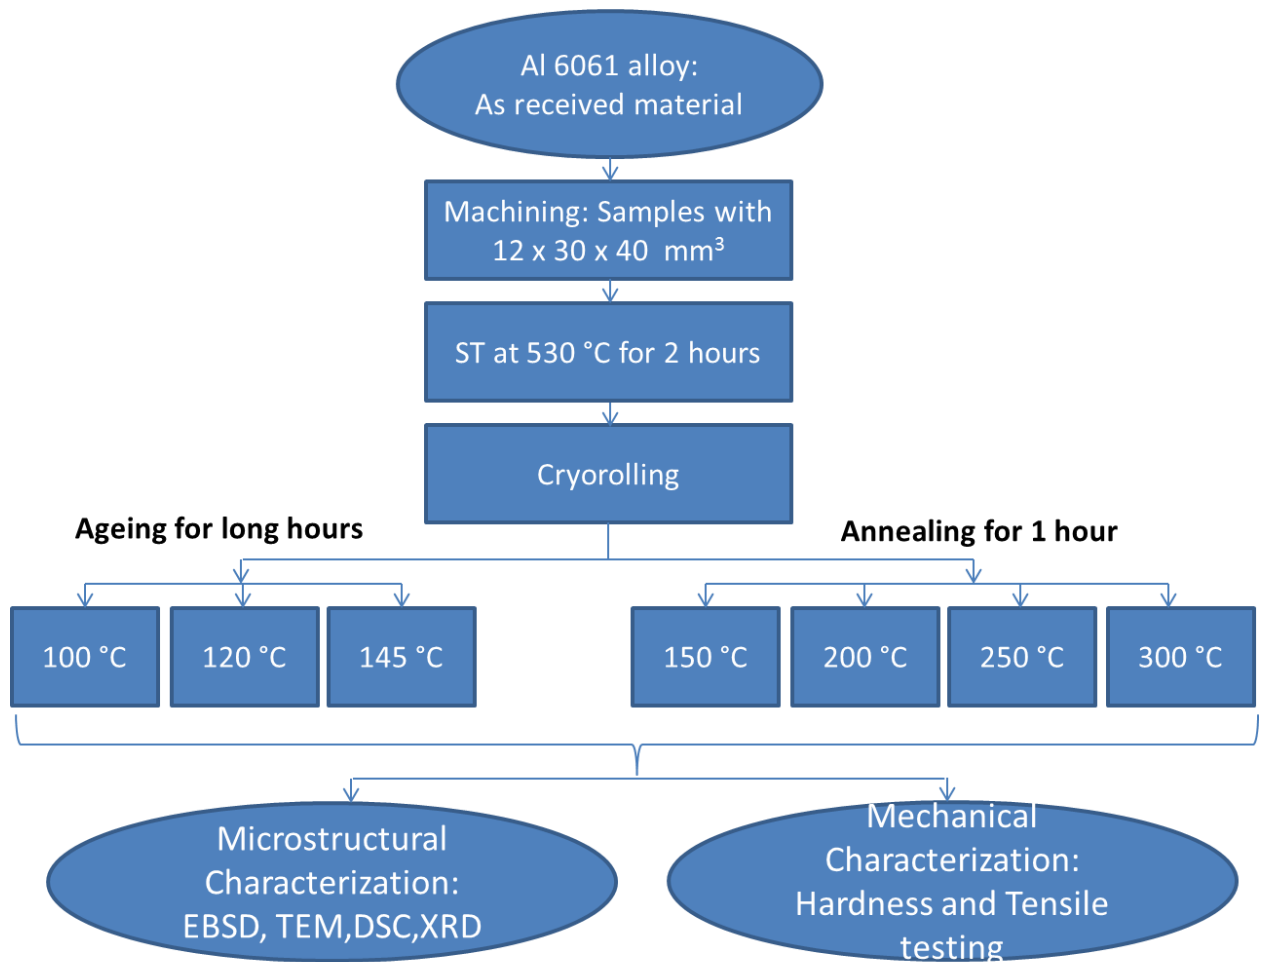 Al 6061 alloy:
As received material
Machining: Samples with
12 x 30 x 40  mm³
ST at 530 °C for 2 hours
Cryorolling
Ageing for long hours
Annealing for 1 hour
100 °C
120 °C
145 °C
150 °C
200 °C
250 °C
300 °C
Microstructural
Characterization:
EBSD, TEM,DSC,XRD
Mechanical
Characterization:
Hardness and Tensile
testing